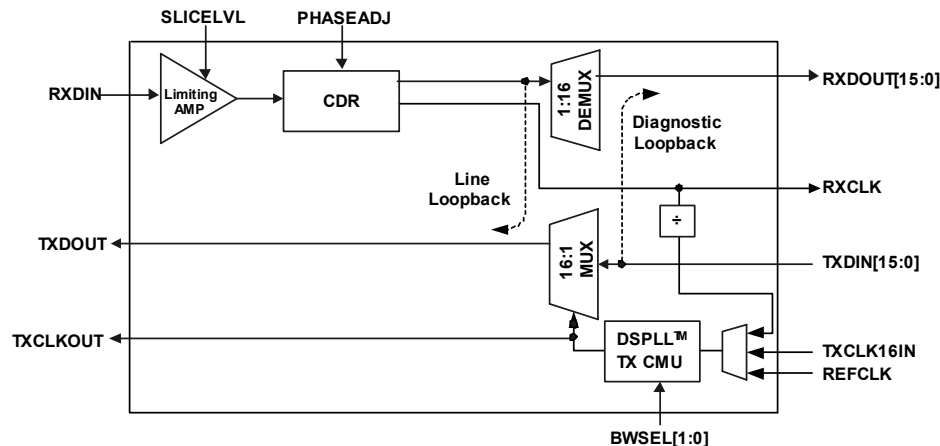 SLICELVL
PHASEADJ
RXDIN
Limiting
AMP
CDR
1:16
DEMUX
RXDOUT[15:0]
Diagnostic
Loopback
Line
Loopback
RXCLK
÷
TXDOUT
16:1
MUX
TXDIN[15:0]
TXCLKOUT
DSPLL™
TX CMU
TXCLK16IN
REFCLK
BWSEL[1:0]